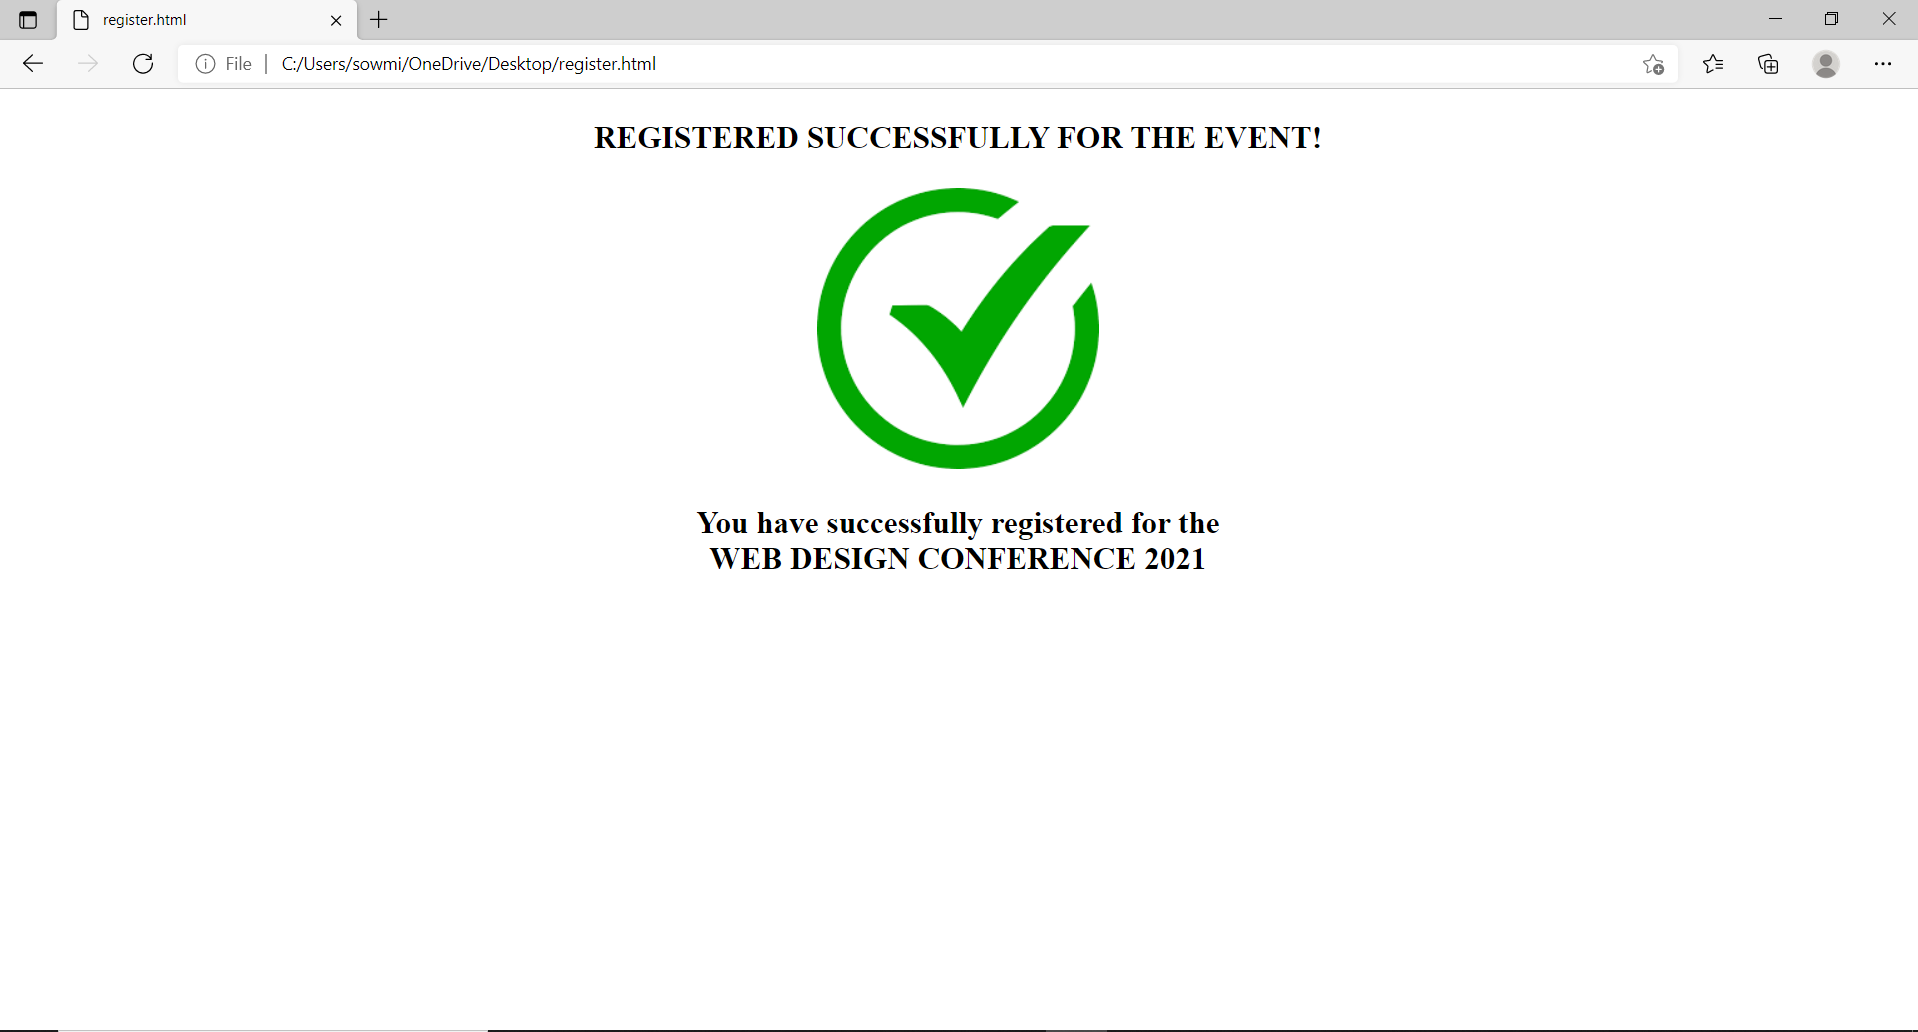 register.html
File
C:/Users/sowmi/OneDrive/Desktop/register.html
REGISTERED SUCCESSFULLY FOR THE EVENT!
You have successfully registered for the
WEB DESIGN CONFERENCE 2021